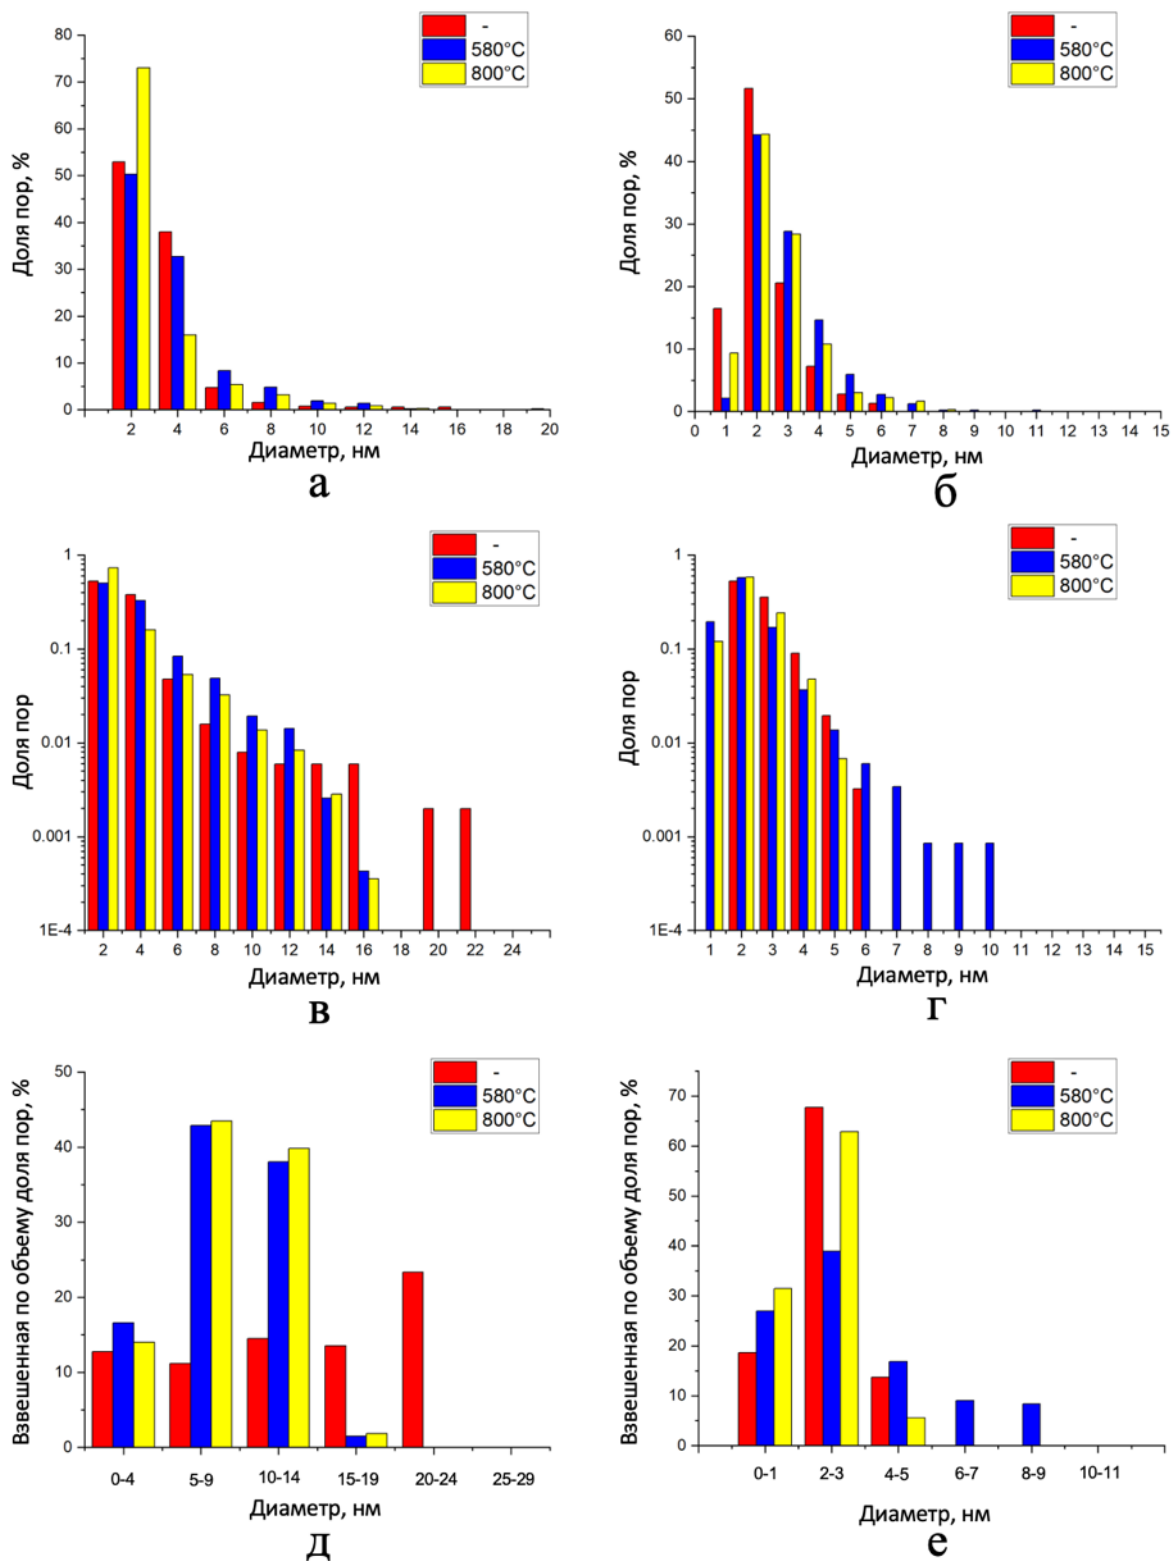 -
580°C
800°C
80
70
60
50
40
30
20
10
0
Доля пор, %
2 4 6 8 10 12 14 16 18 20
Диаметр, нм
а
-
580°C
800°C
60
50
40
30
20
10
0
Доля пор, %
0 1 2 3 4 5 6 7 8 9 10 11 12 13 14 15
Диаметр, нм
б
-
580°C
800°C
1
0.1
0.01
0.001
1E-4
Доля пор
2 4 6 8 10 12 14 16 18 20 22 24
Диаметр, нм
в
-
580°C
800°C
1
0.1
0.01
0.001
1E-4
Доля пор
1 2 3 4 5 6 7 8 9 10 11 12 13 14 15
Диаметр, нм
г
-
580°C
800°C
50
40
30
20
10
0
Взвешенная по объему доля пор, %
0-4 5-9 10-14 15-19 20-24 25-29
Диаметр, нм
д
-
580°C
800°C
70
60
50
40
30
20
10
0
Взвешенная по объему доля пор, %
0-1 2-3 4-5 6-7 8-9 10-11
Диаметр, нм
е